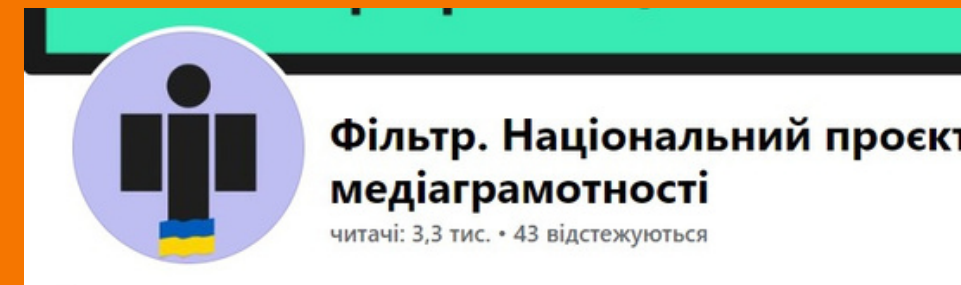 Фільтр. Національний проєкт
медіаграмотності
читачі: 3,3 тис. • 43 відстежуються